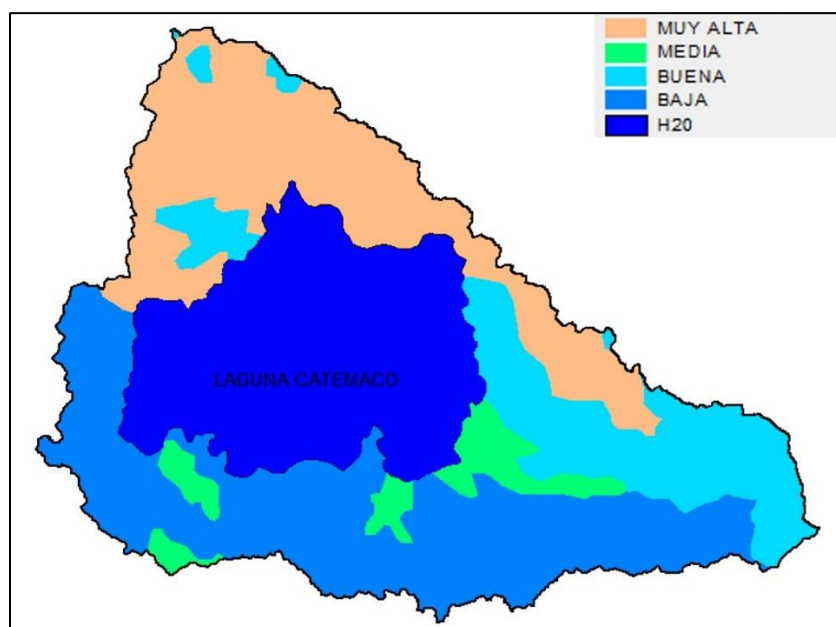 MUY ALTA
MEDIA
BUENA
BAJA
H20
LAGUNA CATEMACO